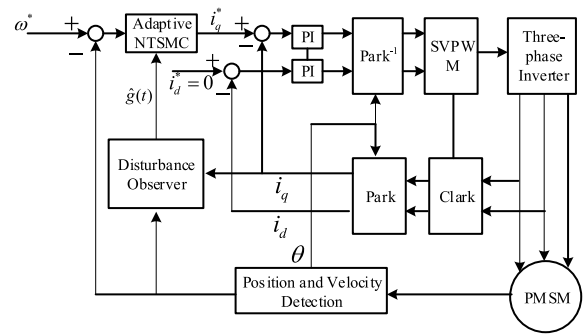 ω*
+
−
Adaptive
NTSMC
i_q^*
+
−
PI
PI
Park⁻¹
SVPW
M
Three-
phase
Inverter
+
−
i_d^* = 0
ĝ(t)
Disturbance
Observer
i_q
i_d
θ
Park
Clark
Position and Velocity
Detection
PMSM